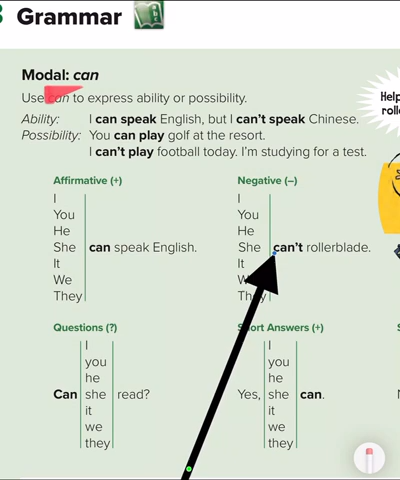 Grammar
Modal: can
Use can to express ability or possibility.
Ability: I can speak English, but I can't speak Chinese.
Possibility: You can play golf at the resort.
I can't play football today. I'm studying for a test.
Help
Affirmative (+)
I
You
He
She can speak English.
It
We
They
Negative (–)
I
You
He
She can't rollerblade.
It
We
They
Questions (?)
I
you
he
Can she read?
it
we
they
Short Answers (+)
I
you
he
Yes, she can.
it
we
they